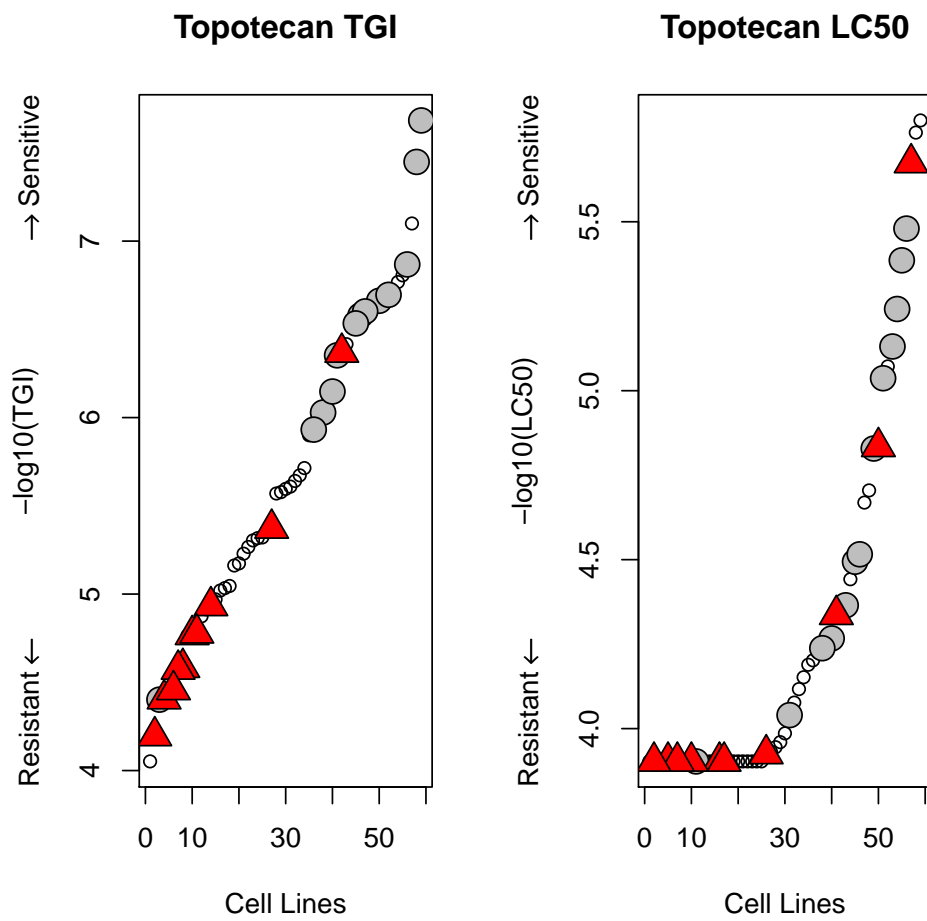 Topotecan TGI
→ Sensitive
−log10(TGI)
Resistant ←
7
6
5
4
0 10 30 50
Cell Lines
Topotecan LC50
→ Sensitive
−log10(LC50)
Resistant ←
5.5
5.0
4.5
4.0
0 10 30 50
Cell Lines